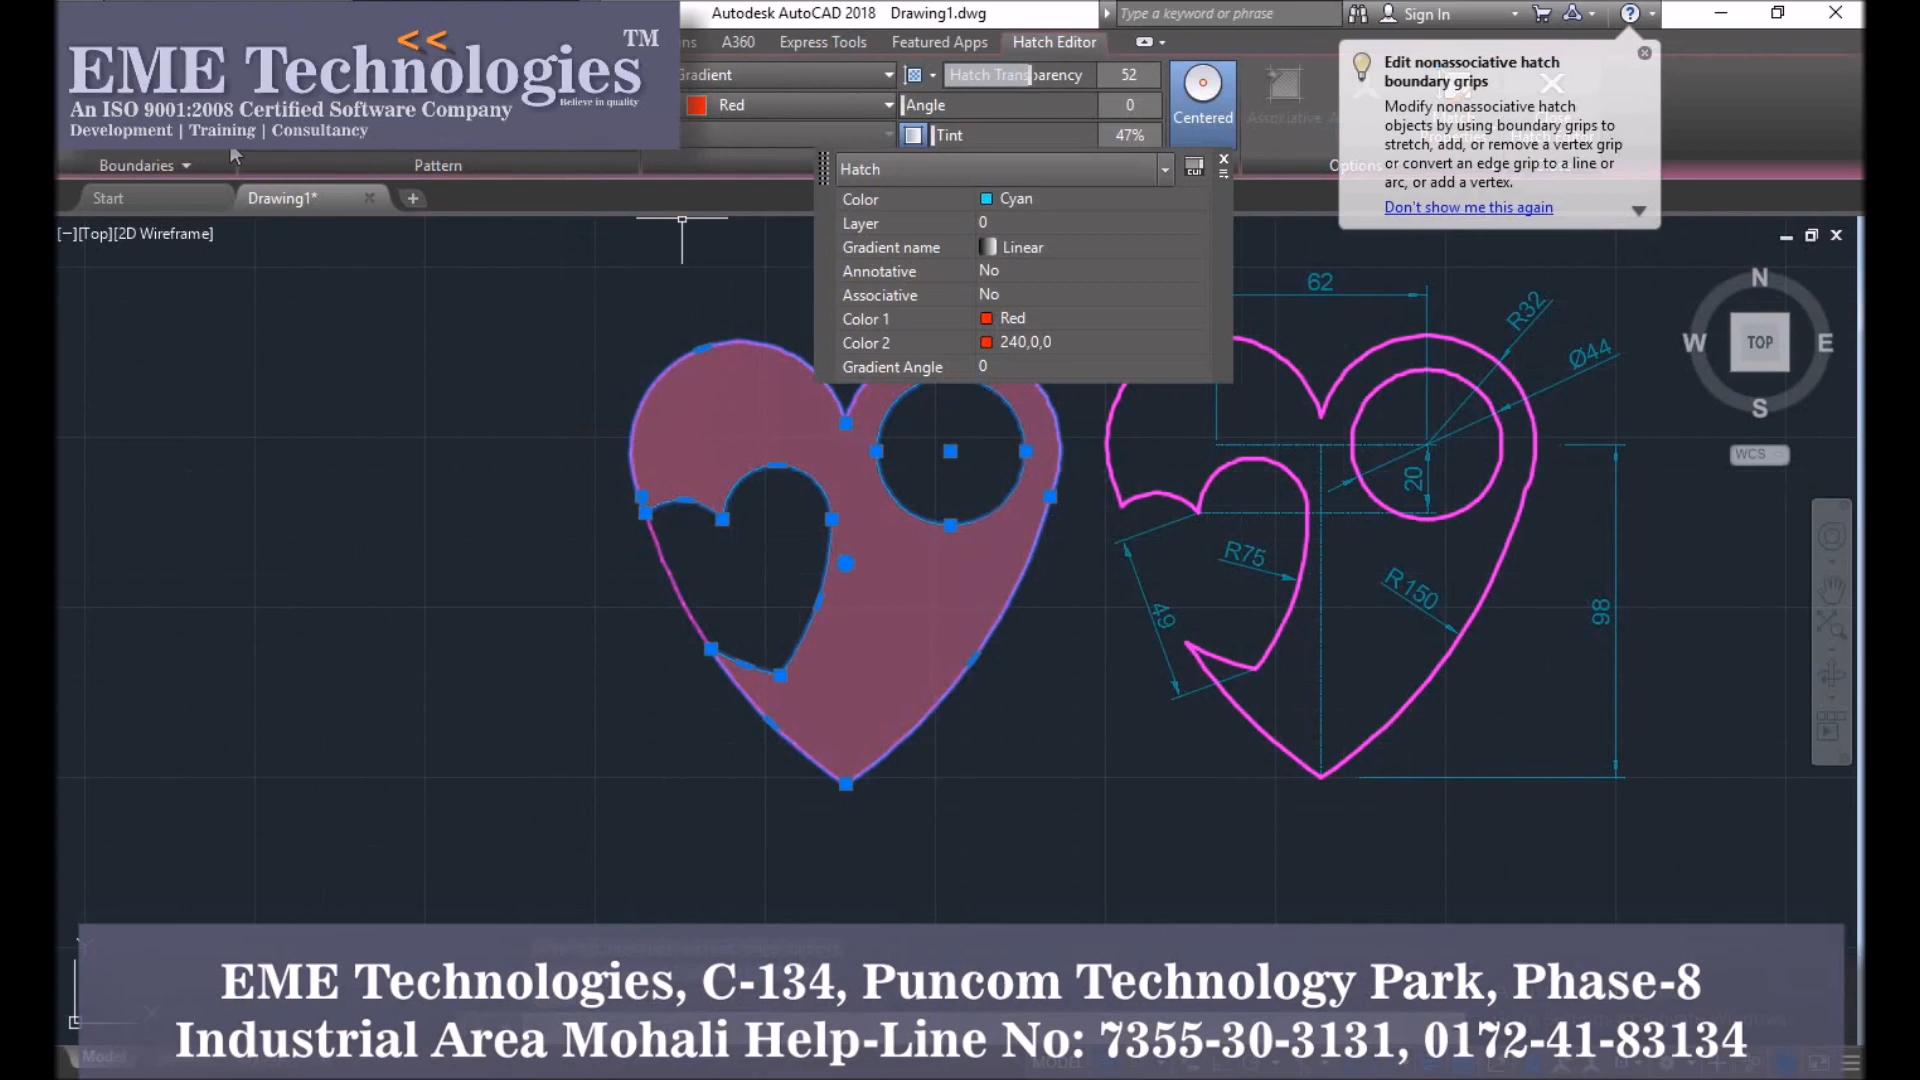 Autodesk AutoCAD 2018 Drawing1.dwg
Type a keyword or phrase
Sign In
EME Technologies
TM
Believe in quality
An ISO 9001:2008 Certified Software Company
Development | Training | Consultancy
A360
Express Tools
Featured Apps
Hatch Editor
Gradient
Hatch Transparency
52
Red
Angle
0
Tint
47%
Centered
Associative
Boundaries
Pattern
Options
Edit nonassociative hatch
boundary grips
Modify nonassociative hatch
objects by using boundary grips to
stretch, add, or remove a vertex grip
or convert an edge grip to a line or
arc, or add a vertex.
Don't show me this again
Start
Drawing1*
[−][Top][2D Wireframe]
Hatch
CUI
Color Cyan
Layer 0
Gradient name Linear
Annotative No
Associative No
Color 1 Red
Color 2 240,0,0
Gradient Angle 0
62
R32
Ø44
20
R75
R150
49
98
N
W
TOP
E
S
WCS
EME Technologies, C-134, Puncom Technology Park, Phase-8
Industrial Area Mohali Help-Line No: 7355-30-3131, 0172-41-83134
Model
MODEL